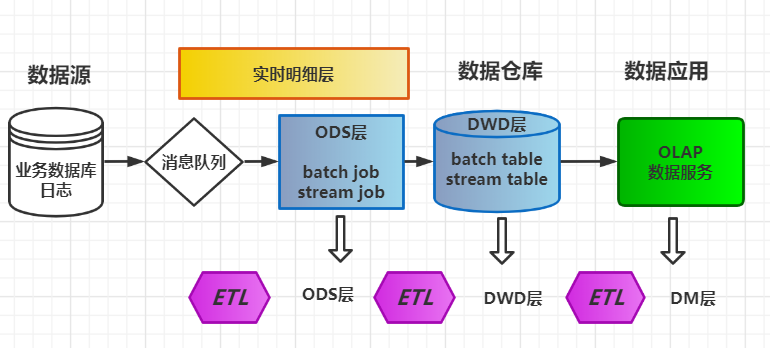 数据源
实时明细层
数据仓库
数据应用
业务数据库
日志
消息队列
ODS层
batch job
stream job
DWD层
batch table
stream table
OLAP
数据服务
ETL
ODS层
ETL
DWD层
ETL
DM层